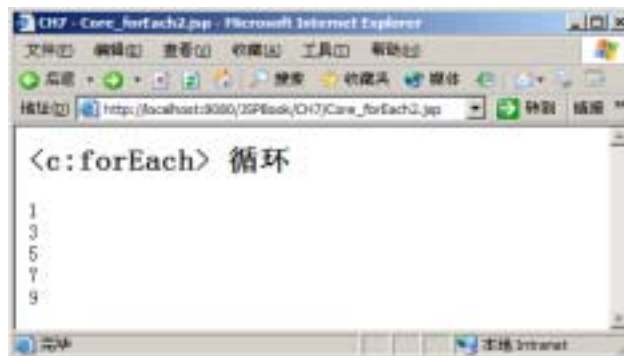 CH7 - Core_forEach2.jsp - Microsoft Internet Explorer
文件(F) 编辑(E) 查看(V) 收藏(A) 工具(T) 帮助(H)
后退 搜索 收藏夹 媒体
地址(D) http://localhost:8080/JSPBook/CH7/Core_forEach2.jsp 转到 链接 »
<c:forEach> 循环
1
3
5
7
9
完毕 本地 Intranet